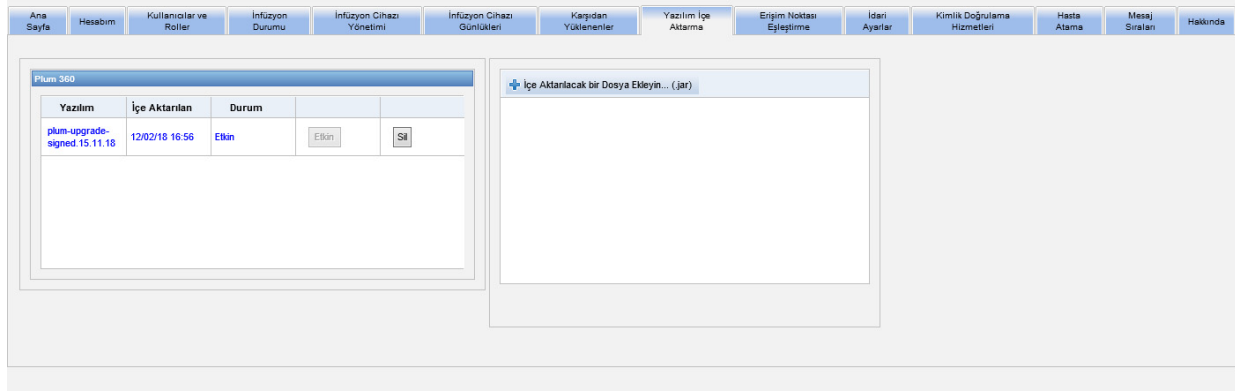 Ana
Sayfa
Hesabım
Kullanıcılar ve
Roller
İnfüzyon
Durumu
İnfüzyon Cihazı
Yönetimi
İnfüzyon Cihazı
Günlükleri
Karşıdan
Yüklenenler
Yazılım İçe
Aktarma
Erişim Noktası
Eşleştirme
İdari
Ayarlar
Kimlik Doğrulama
Hizmetleri
Hasta
Atama
Mesaj
Sıraları
Hakkında
Plum 360
Yazılım İçe Aktarılan Durum
plum-upgrade-
signed.15.11.18
12/02/18 16:56 Etkin Etkin Sil
İçe Aktarılacak bir Dosya Ekleyin... (.jar)